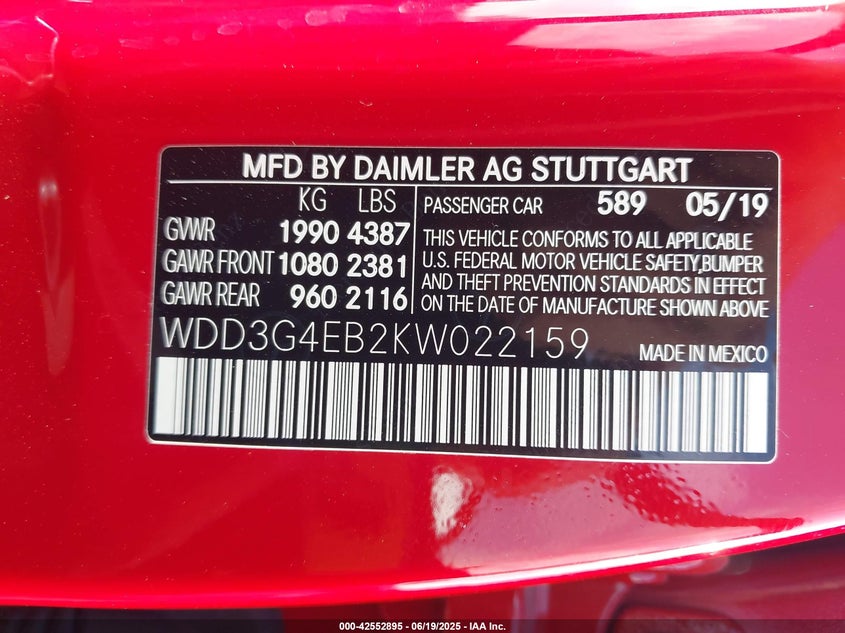 MFD BY DAIMLER AG STUTTGART
KG LBS
GVWR 1990 4387
GAWR FRONT 1080 2381
GAWR REAR 960 2116
PASSENGER CAR 589 05/19
THIS VEHICLE CONFORMS TO ALL APPLICABLE
U.S. FEDERAL MOTOR VEHICLE SAFETY,BUMPER
AND THEFT PREVENTION STANDARDS IN EFFECT
ON THE DATE OF MANUFACTURE SHOWN ABOVE
WDD3G4EB2KW022159 MADE IN MEXICO
000-42552895 - 06/19/2025 - IAA Inc.